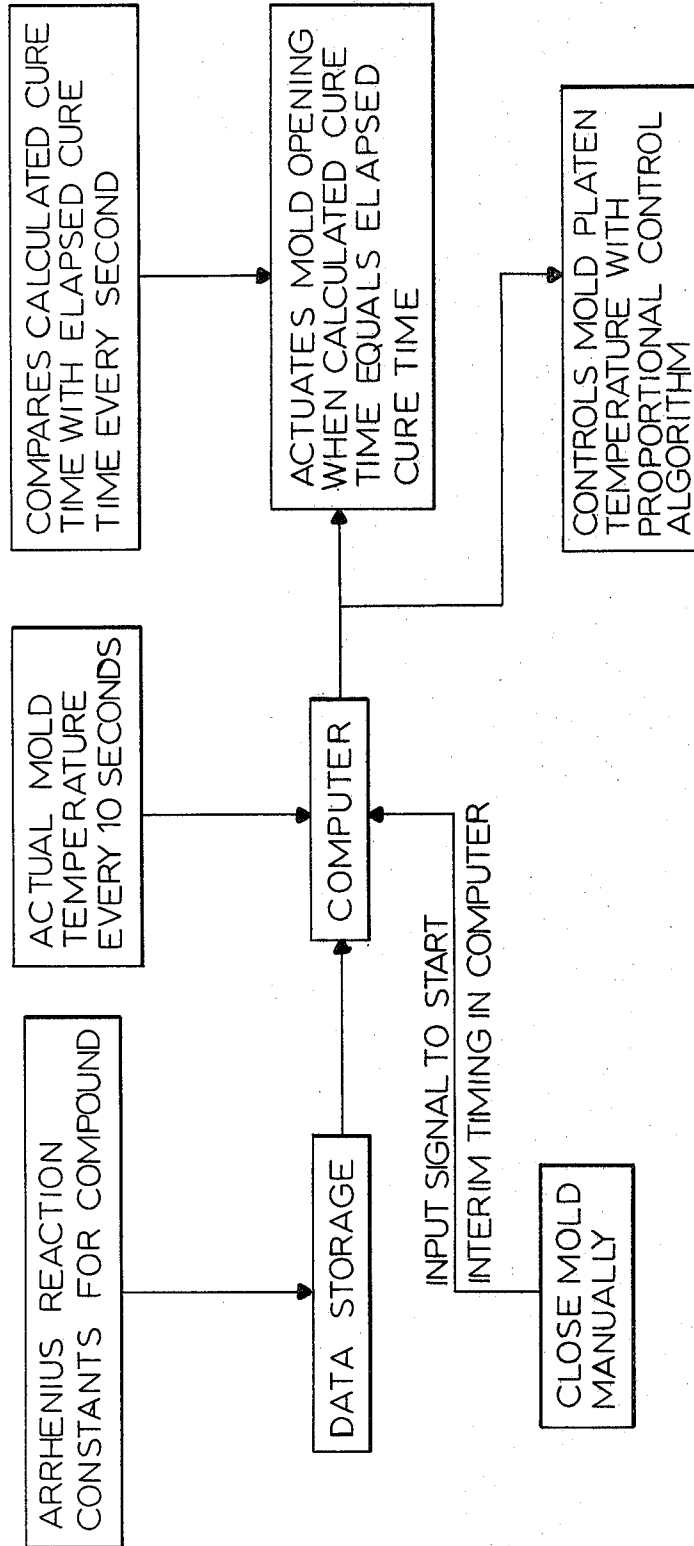 ARRHENIUS REACTION
CONSTANTS FOR COMPOUND
ACTUAL MOLD
TEMPERATURE
EVERY 10 SECONDS
COMPARES CALCULATED CURE
TIME WITH ELAPSED CURE
TIME EVERY SECOND
DATA STORAGE
COMPUTER
ACTUATES MOLD OPENING
WHEN CALCULATED CURE
TIME EQUALS ELAPSED
CURE TIME
INPUT SIGNAL TO START
INTERIM TIMING IN COMPUTER
CLOSE MOLD
MANUALLY
CONTROLS MOLD PLATEN
TEMPERATURE WITH
PROPORTIONAL CONTROL
ALGORITHM